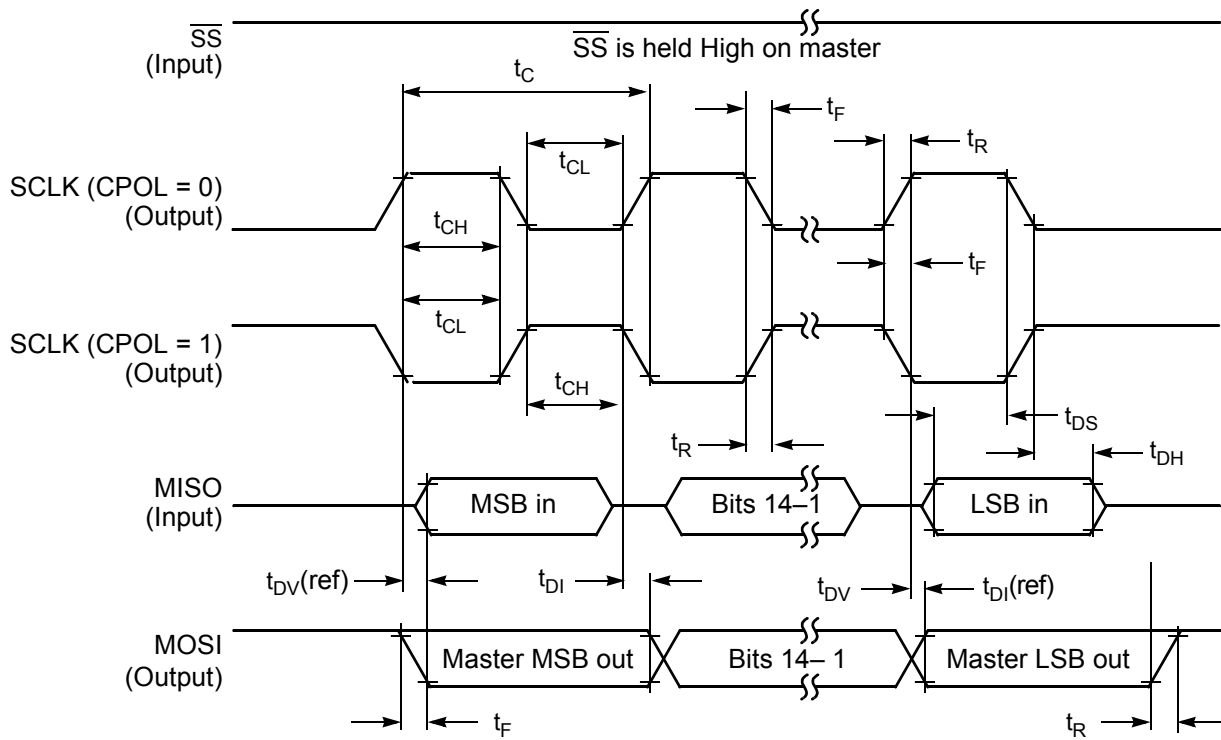 SS
(Input)
SS is held High on master
tC
tF
tR
tCL
SCLK (CPOL = 0)
(Output)
tCH
tF
tCL
SCLK (CPOL = 1)
(Output)
tCH
tDS
tR
tDH
MISO
(Input)
MSB in
Bits 14–1
LSB in
tDV(ref)
tDI
tDV
tDI(ref)
MOSI
(Output)
Master MSB out
Bits 14– 1
Master LSB out
tF
tR